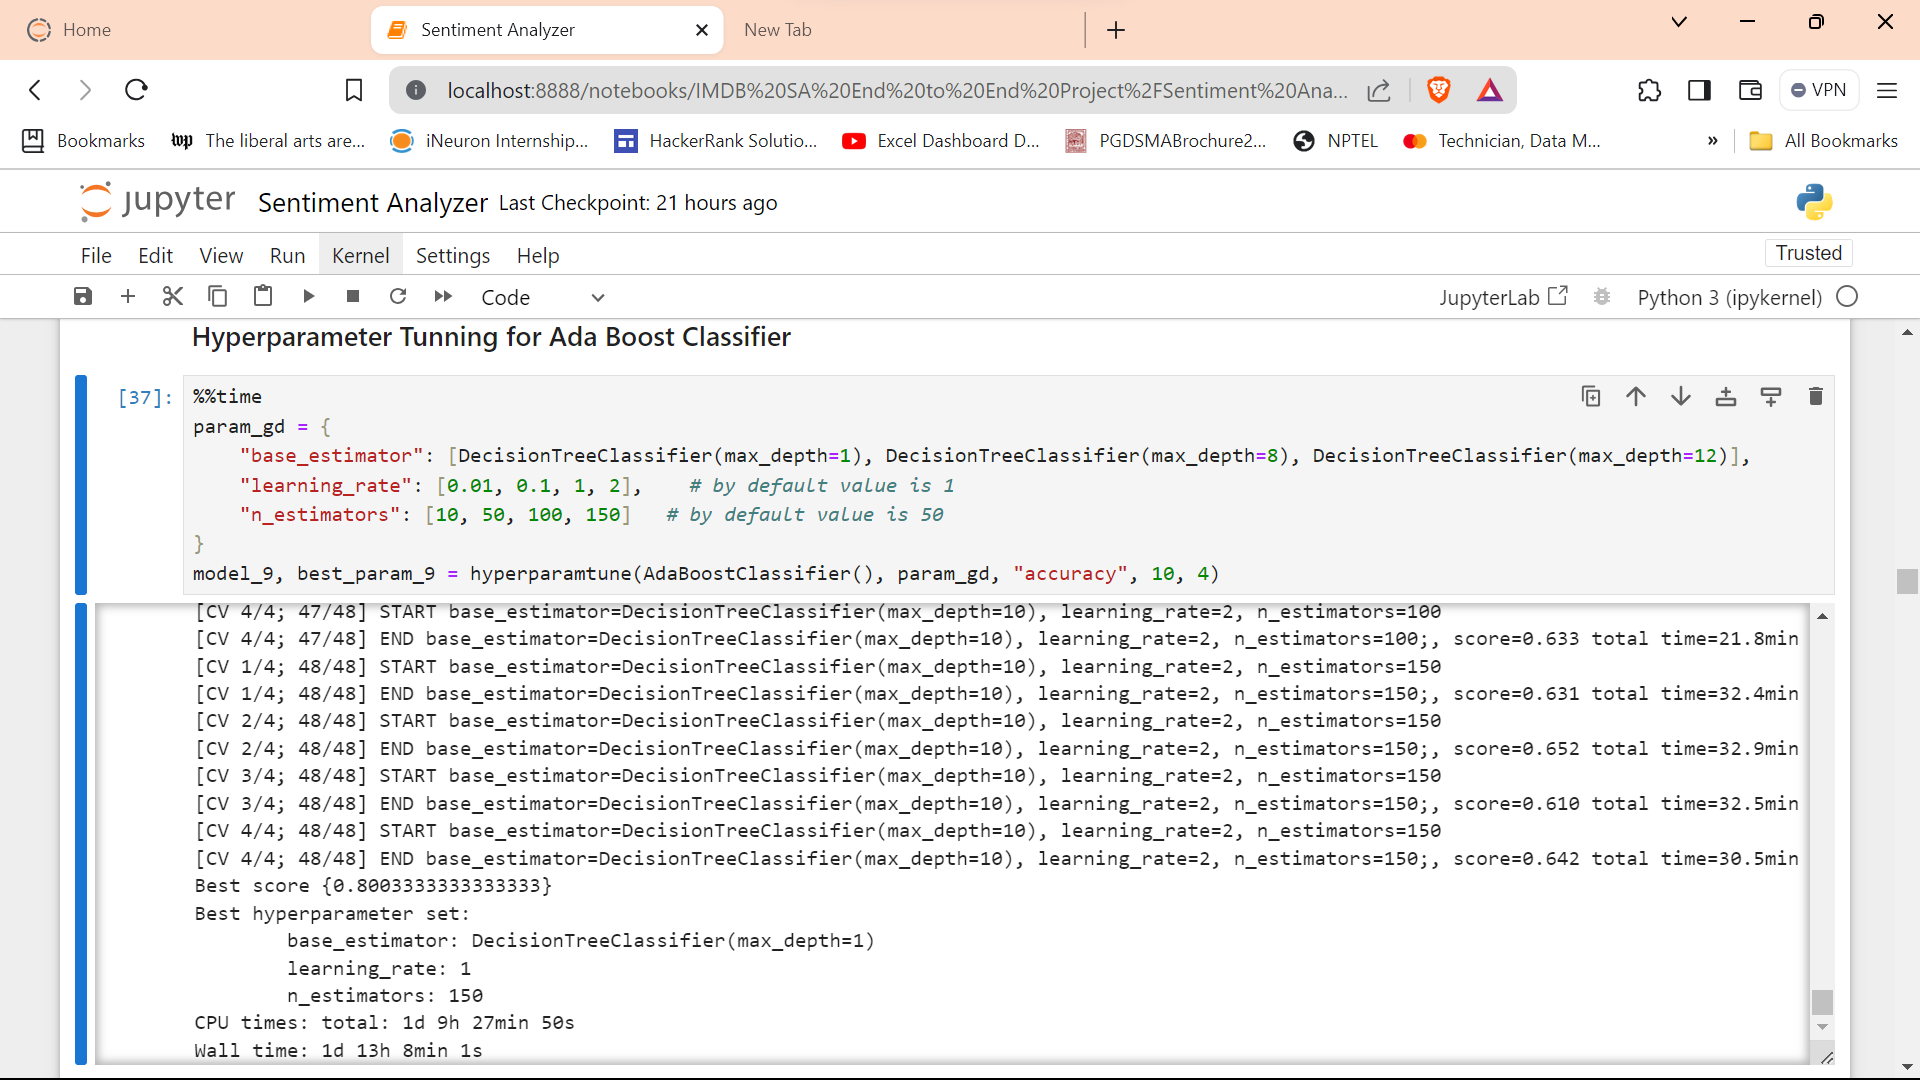 Home
Sentiment Analyzer
New Tab
localhost:8888/notebooks/IMDB%20SA%20End%20to%20End%20Project%2FSentiment%20Ana...
VPN
Bookmarks
The liberal arts are...
iNeuron Internship...
HackerRank Solutio...
Excel Dashboard D...
PGDSMABrochure2...
NPTEL
Technician, Data M...
»
All Bookmarks
jupyter Sentiment Analyzer Last Checkpoint: 21 hours ago
File Edit View Run Kernel Settings Help
Trusted
Code
JupyterLab
Python 3 (ipykernel)
Hyperparameter Tunning for Ada Boost Classifier
[37]:
%%time
param_gd = {
    "base_estimator": [DecisionTreeClassifier(max_depth=1), DecisionTreeClassifier(max_depth=8), DecisionTreeClassifier(max_depth=12)],
    "learning_rate": [0.01, 0.1, 1, 2],    # by default value is 1
    "n_estimators": [10, 50, 100, 150]   # by default value is 50
}
model_9, best_param_9 = hyperparamtune(AdaBoostClassifier(), param_gd, "accuracy", 10, 4)
[CV 4/4; 47/48] START base_estimator=DecisionTreeClassifier(max_depth=10), learning_rate=2, n_estimators=100
[CV 4/4; 47/48] END base_estimator=DecisionTreeClassifier(max_depth=10), learning_rate=2, n_estimators=100;, score=0.633 total time=21.8min
[CV 1/4; 48/48] START base_estimator=DecisionTreeClassifier(max_depth=10), learning_rate=2, n_estimators=150
[CV 1/4; 48/48] END base_estimator=DecisionTreeClassifier(max_depth=10), learning_rate=2, n_estimators=150;, score=0.631 total time=32.4min
[CV 2/4; 48/48] START base_estimator=DecisionTreeClassifier(max_depth=10), learning_rate=2, n_estimators=150
[CV 2/4; 48/48] END base_estimator=DecisionTreeClassifier(max_depth=10), learning_rate=2, n_estimators=150;, score=0.652 total time=32.9min
[CV 3/4; 48/48] START base_estimator=DecisionTreeClassifier(max_depth=10), learning_rate=2, n_estimators=150
[CV 3/4; 48/48] END base_estimator=DecisionTreeClassifier(max_depth=10), learning_rate=2, n_estimators=150;, score=0.610 total time=32.5min
[CV 4/4; 48/48] START base_estimator=DecisionTreeClassifier(max_depth=10), learning_rate=2, n_estimators=150
[CV 4/4; 48/48] END base_estimator=DecisionTreeClassifier(max_depth=10), learning_rate=2, n_estimators=150;, score=0.642 total time=30.5min
Best score {0.8003333333333333}
Best hyperparameter set:
        base_estimator: DecisionTreeClassifier(max_depth=1)
        learning_rate: 1
        n_estimators: 150
CPU times: total: 1d 9h 27min 50s
Wall time: 1d 13h 8min 1s